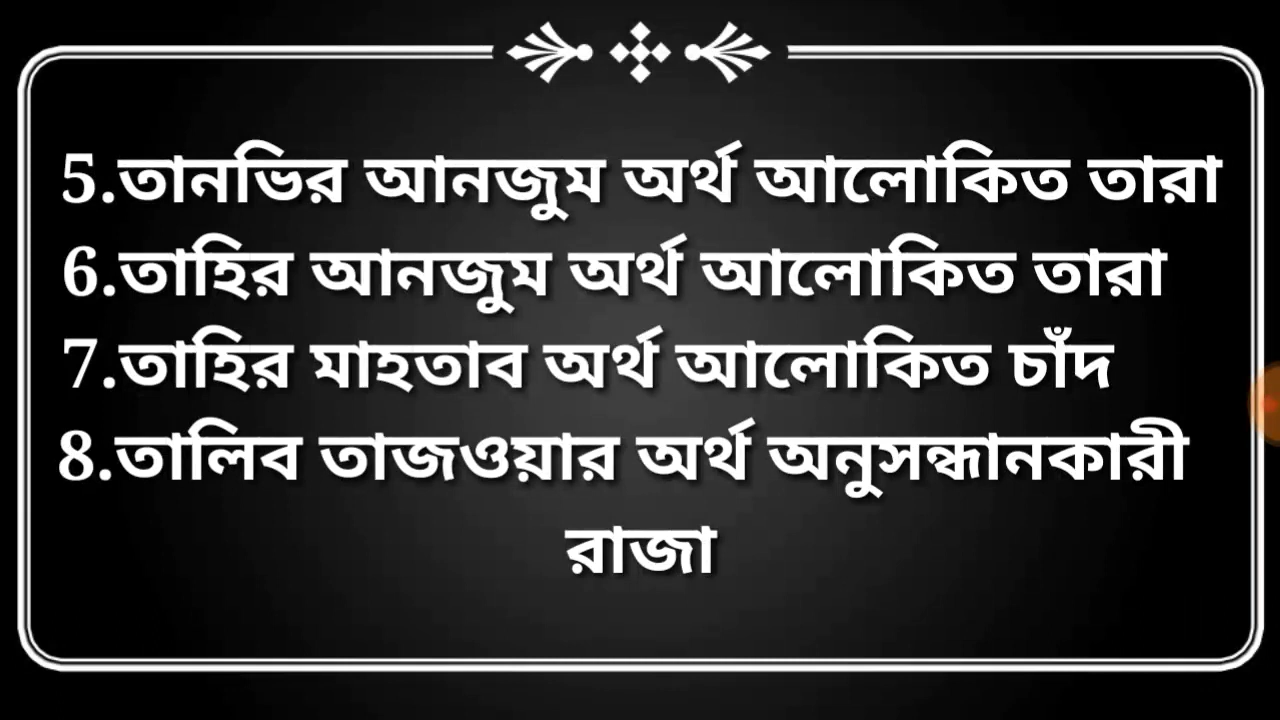 5.তানভির আনজুম অর্থ আলোকিত তারা
6.তাহির আনজুম অর্থ আলোকিত তারা
7.তাহির মাহতাব অর্থ আলোকিত চাঁদ
8.তালিব তাজওয়ার অর্থ অনুসন্ধানকারী
রাজা